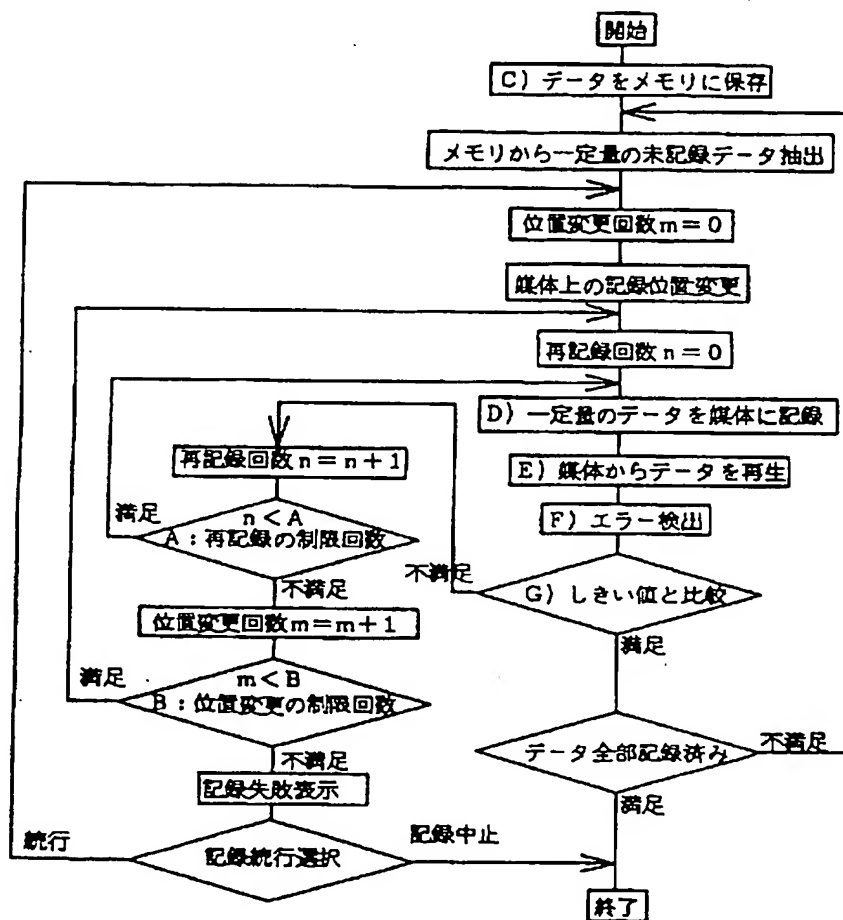 開始
C) データをメモリに保存
メモリから一定量の未記録データ抽出
位置変更回数m=0
媒体上の記録位置変更
再記録回数n=0
D) 一定量のデータを媒体に記録
E) 媒体からデータを再生
F) エラー検出
G) しきい値と比較
不満足
満足
再記録回数n=n+1
n<A
A:再記録の制限回数
満足
不満足
位置変更回数m=m+1
m<B
B:位置変更の制限回数
満足
不満足
記録失敗表示
記録続行選択
続行
記録中止
データ全部記録済み
不満足
満足
終了